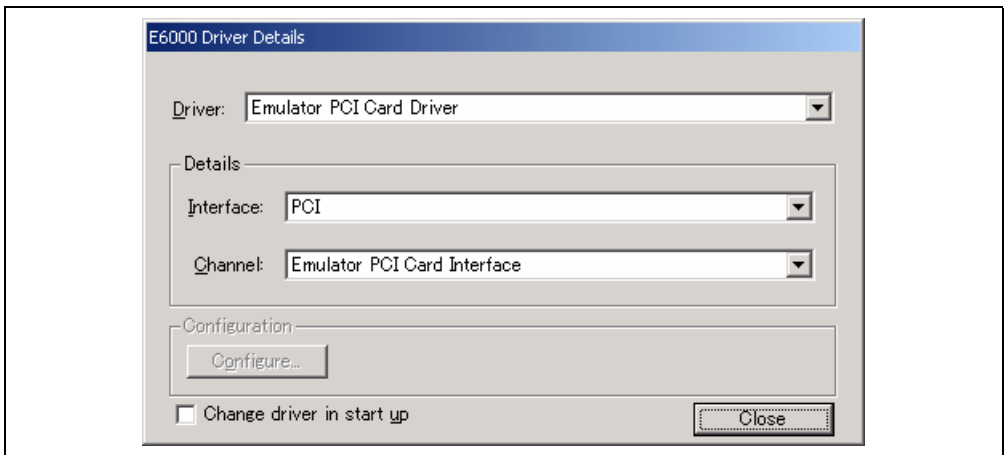 E6000 Driver Details
Driver: Emulator PCI Card Driver
Details
Interface: PCI
Channel: Emulator PCI Card Interface
Configuration
Configure...
Change driver in start up
Close